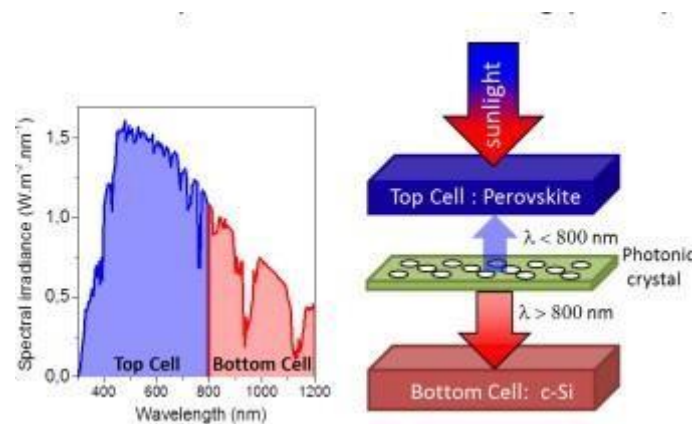 Spectral irradiance (W.m⁻².nm⁻¹)
1,5
1,0
0,5
0,0
Top Cell
Bottom Cell
400
600
800
1000
1200
Wavelength (nm)
sunlight
Top Cell : Perovskite
λ < 800 nm
Photonic
crystal
λ > 800 nm
Bottom Cell: c-Si